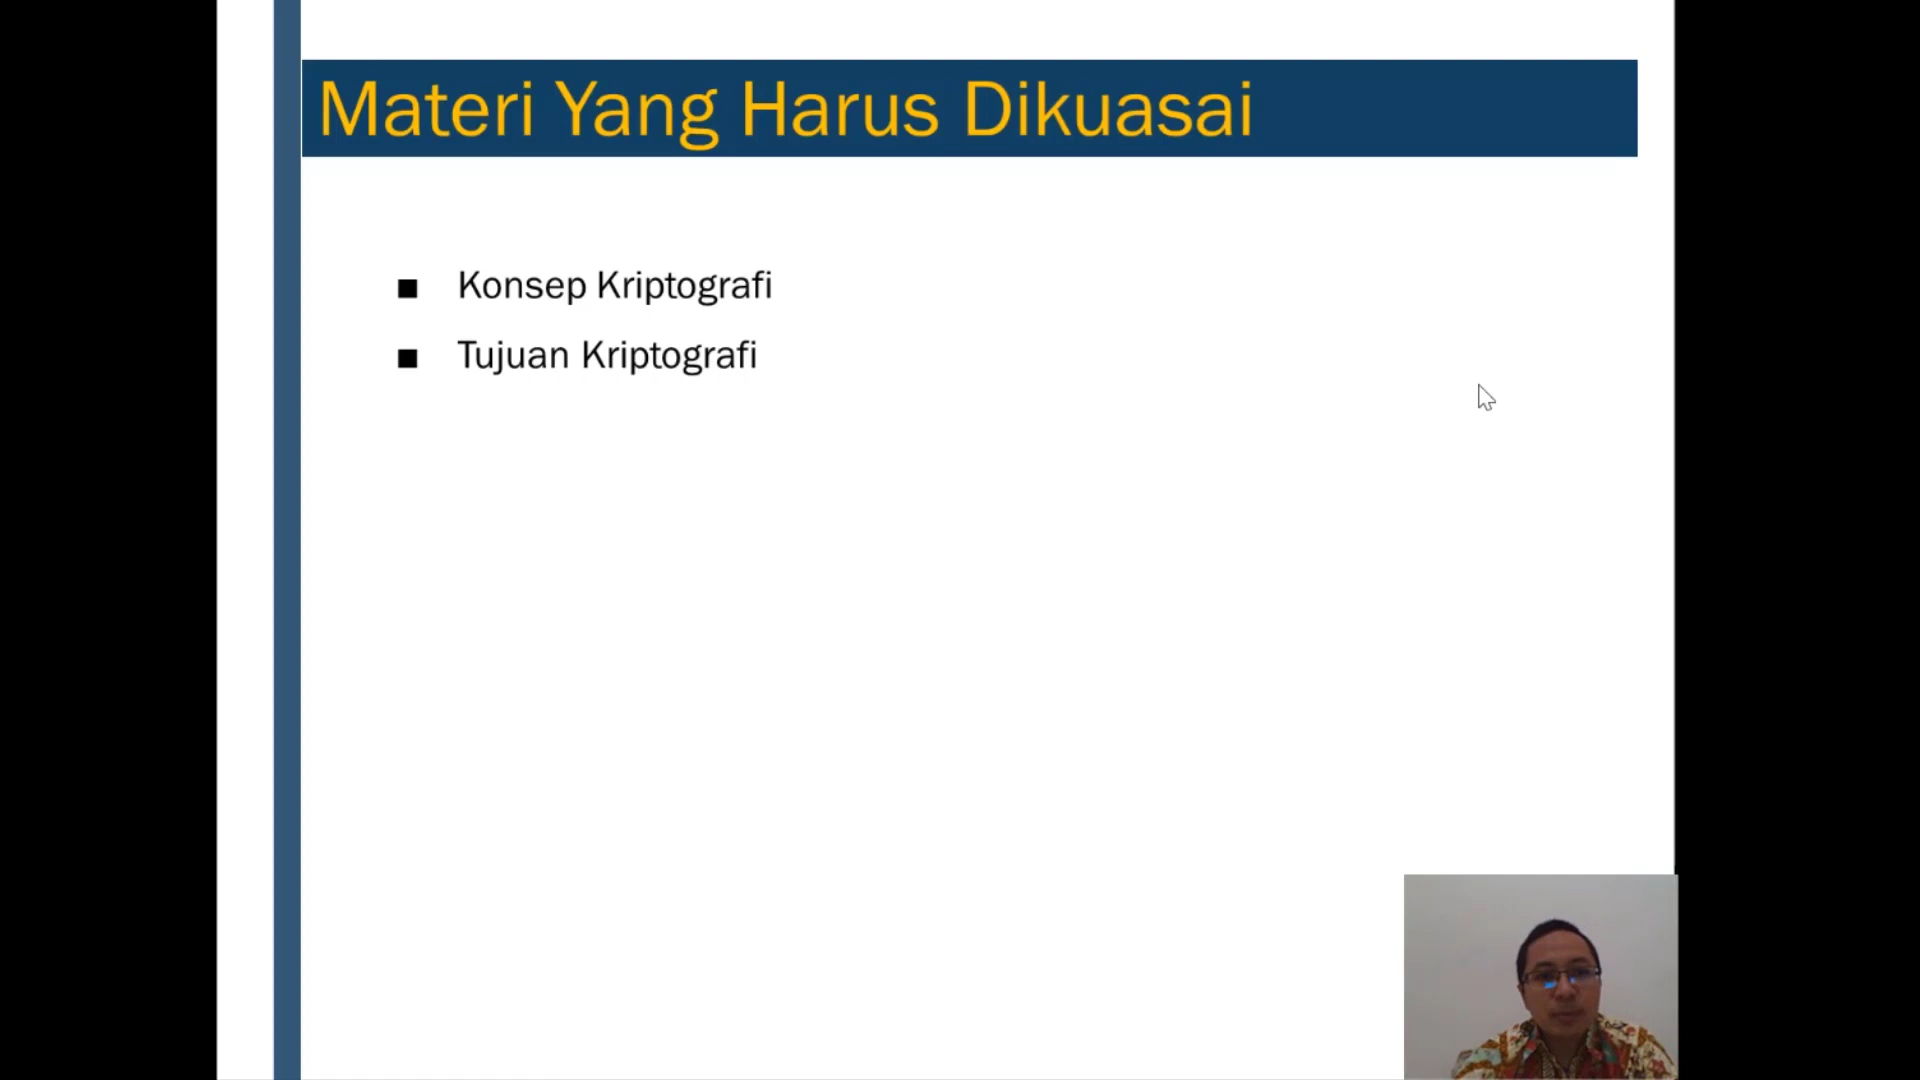 Materi Yang Harus Dikuasai
■ Konsep Kriptografi
■ Tujuan Kriptografi